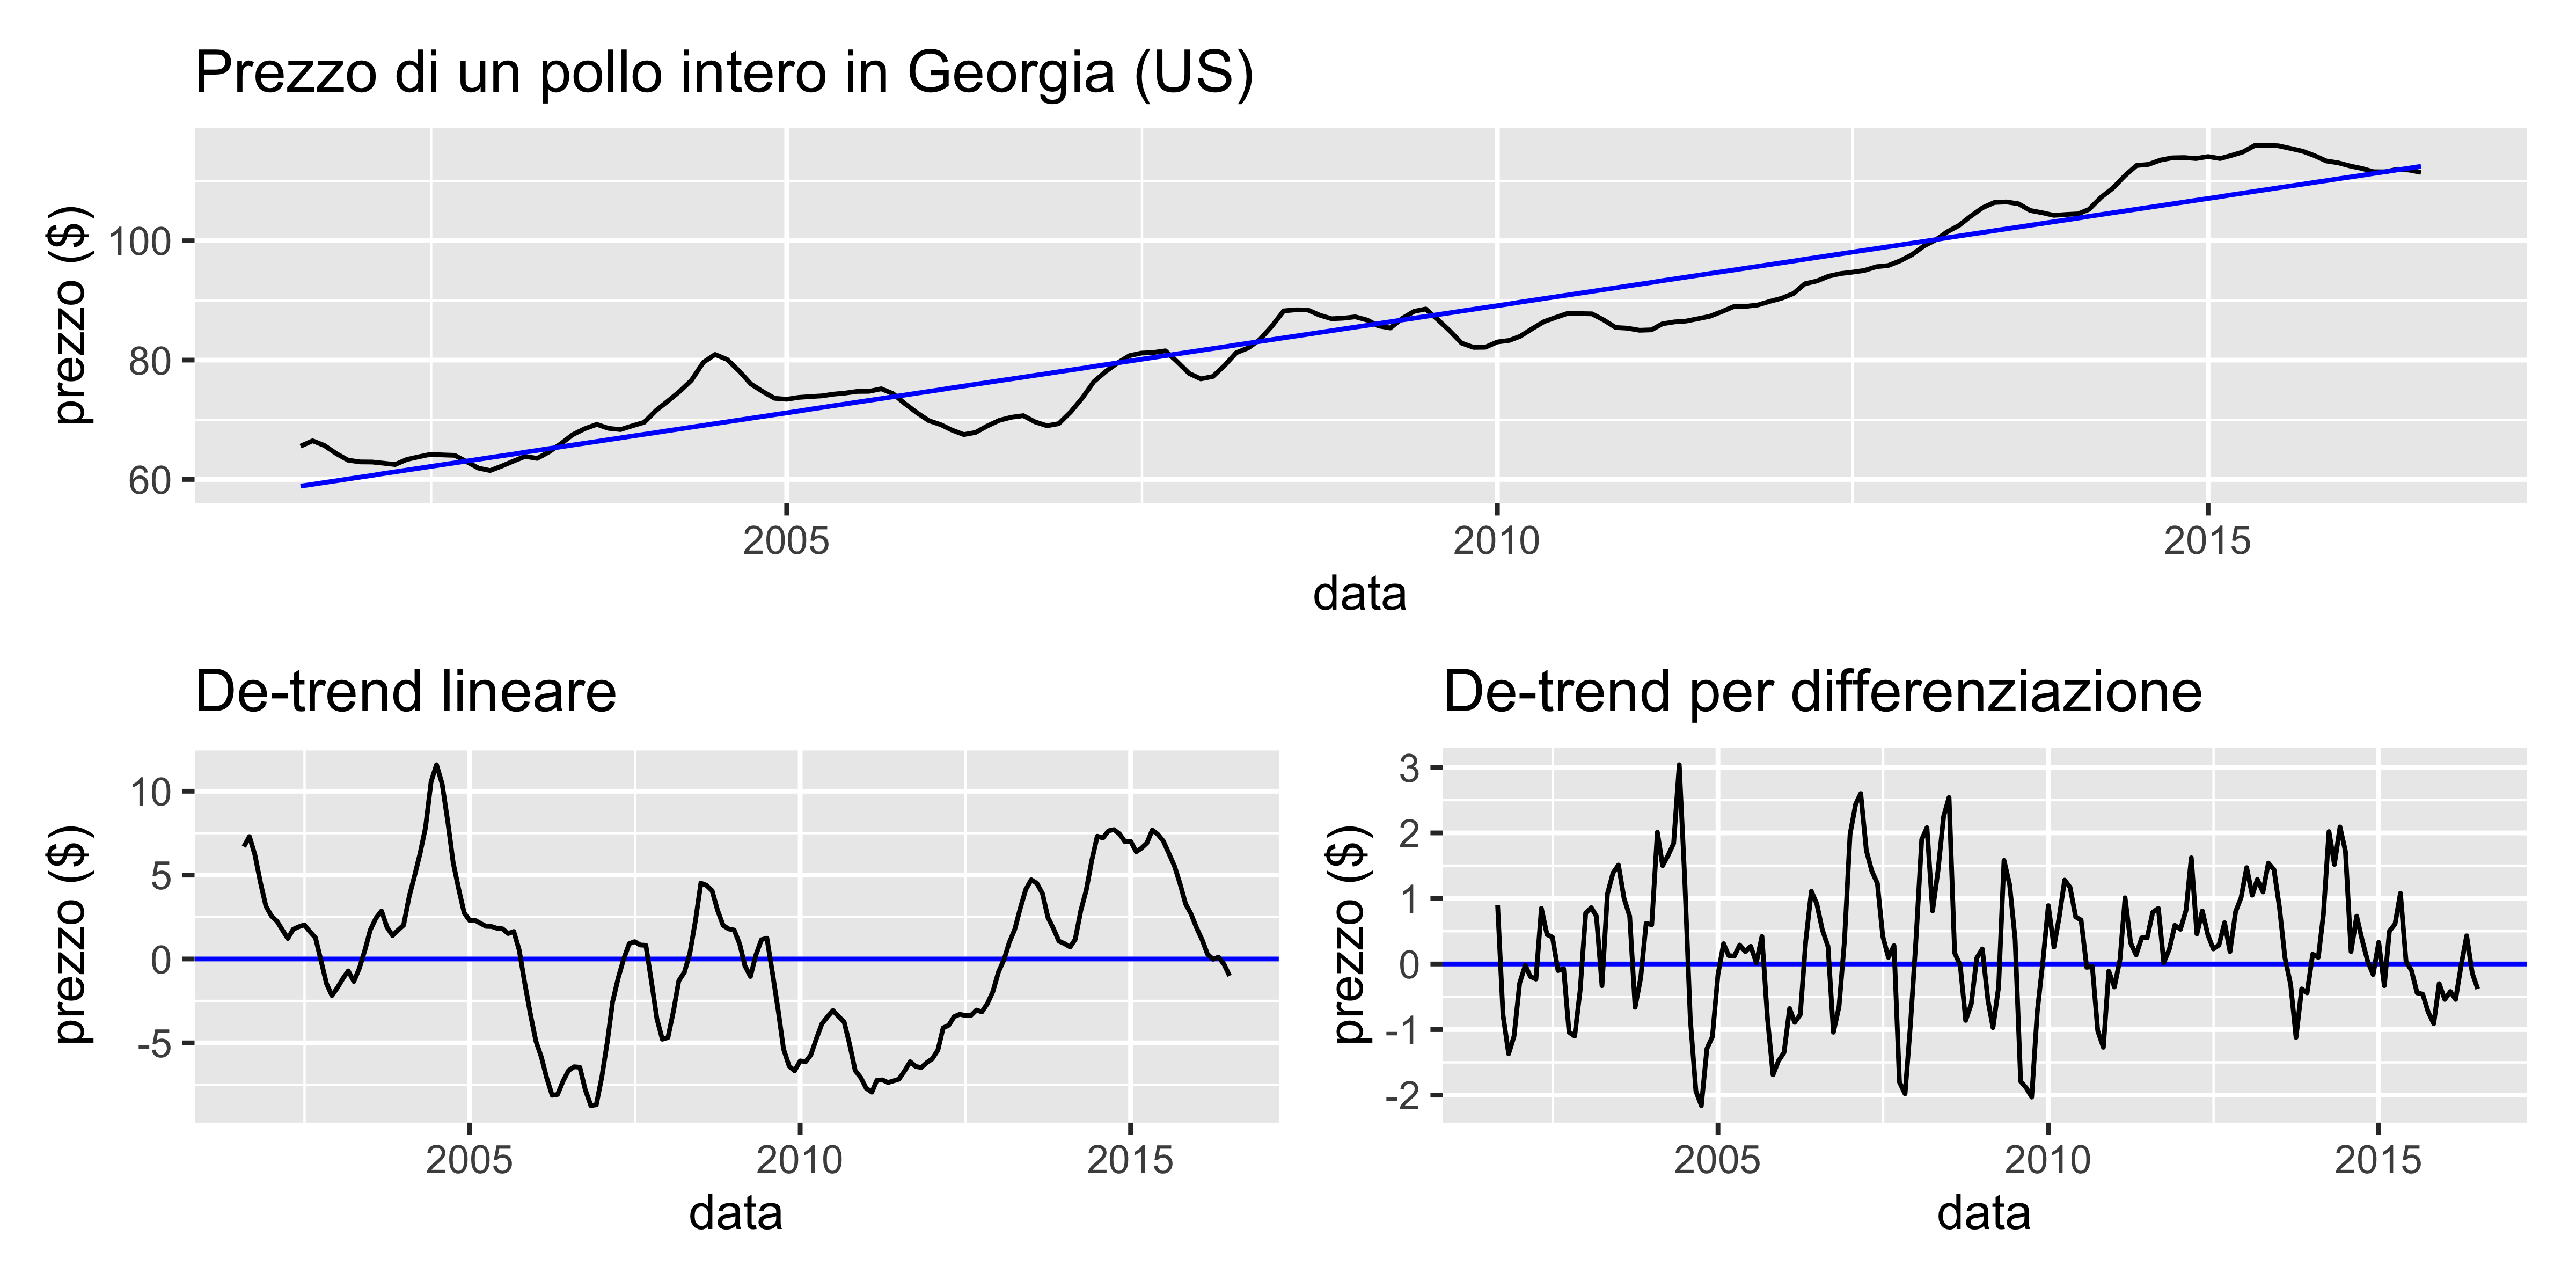 Prezzo di un pollo intero in Georgia (US)
prezzo ($)
100
80
60
2005
2010
2015
data
De-trend lineare
prezzo ($)
10
5
0
-5
2005
2010
2015
data
De-trend per differenziazione
prezzo ($)
3
2
1
0
-1
-2
2005
2010
2015
data